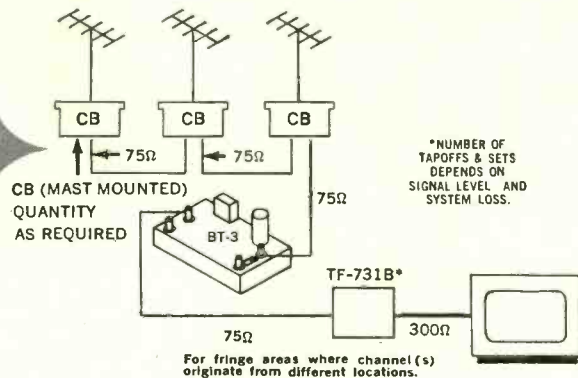 CB
CB
CB
75Ω
75Ω
CB (MAST MOUNTED)
QUANTITY
AS REQUIRED
75Ω
*NUMBER OF
TAPOFFS & SETS
DEPENDS ON
SIGNAL LEVEL AND
SYSTEM LOSS.
BT-3
TF-731B*
75Ω
300Ω
For fringe areas where channel(s)
originate from different locations.